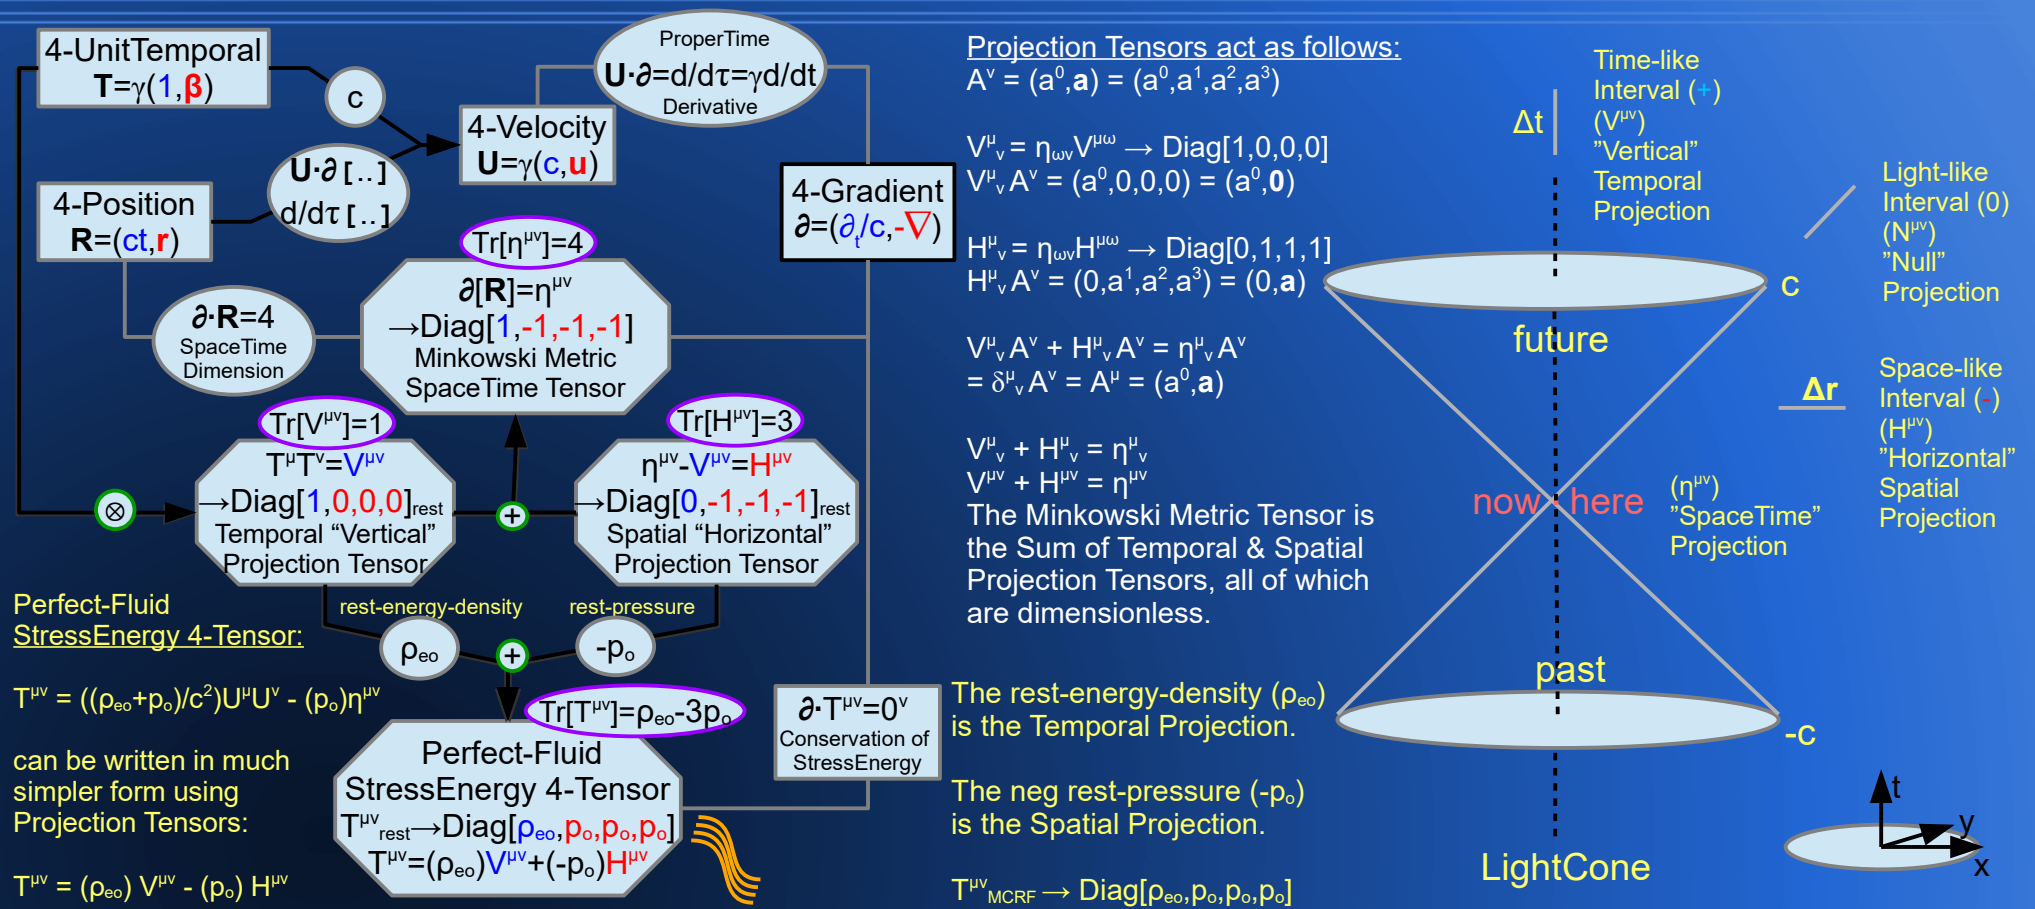 4-UnitTemporal
T=γ(1,β)
c
ProperTime
U·∂=d/dτ=γd/dt
Derivative
4-Velocity
U=γ(c,u)
U·∂[..]
d/dτ[..]
4-Position
R=(ct,r)
4-Gradient
∂=(∂ₜ/c,-∇)
Tr[η^μν]=4
∂[R]=η^μν
→Diag[1,-1,-1,-1]
Minkowski Metric
SpaceTime Tensor
∂·R=4
SpaceTime
Dimension
Tr[V^μν]=1
T^μT^ν=V^μν
→Diag[1,0,0,0]rest
Temporal “Vertical”
Projection Tensor
⊗
+
Tr[H^μν]=3
η^μν-V^μν=H^μν
→Diag[0,-1,-1,-1]rest
Spatial “Horizontal”
Projection Tensor
rest-energy-density
rest-pressure
ρeo
+
-pₒ
Perfect-Fluid
StressEnergy 4-Tensor:
T^μν = ((ρeo+pₒ)/c²)U^μU^ν - (pₒ)η^μν
can be written in much
simpler form using
Projection Tensors:
T^μν = (ρeo) V^μν - (pₒ) H^μν
Tr[T^μν]=ρeo-3pₒ
Perfect-Fluid
StressEnergy 4-Tensor
T^μν rest→Diag[ρeo,pₒ,pₒ,pₒ]
T^μν=(ρeo)V^μν+(-pₒ)H^μν
∂·T^μν=0^ν
Conservation of
StressEnergy
Projection Tensors act as follows:
A^ν = (a⁰,a) = (a⁰,a¹,a²,a³)
V^μ_ν = η_ων V^μω → Diag[1,0,0,0]
V^μ_ν A^ν = (a⁰,0,0,0) = (a⁰,0)
H^μ_ν = η_ων H^μω → Diag[0,1,1,1]
H^μ_ν A^ν = (0,a¹,a²,a³) = (0,a)
V^μ_ν A^ν + H^μ_ν A^ν = η^μ_ν A^ν
= δ^μ_ν A^ν = A^μ = (a⁰,a)
V^μ_ν + H^μ_ν = η^μ_ν
V^μν + H^μν = η^μν
The Minkowski Metric Tensor is
the Sum of Temporal & Spatial
Projection Tensors, all of which
are dimensionless.
The rest-energy-density (ρeo)
is the Temporal Projection.
The neg rest-pressure (-pₒ)
is the Spatial Projection.
T^μν MCRF → Diag[ρeo,pₒ,pₒ,pₒ]
Δt
Time-like
Interval (+)
(V^μν)
”Vertical”
Temporal
Projection
Light-like
Interval (0)
(N^μν)
”Null”
Projection
c
future
Δr
Space-like
Interval (-)
(H^μν)
”Horizontal”
Spatial
Projection
now here
(η^μν)
”SpaceTime”
Projection
past
-c
LightCone
t
y
x